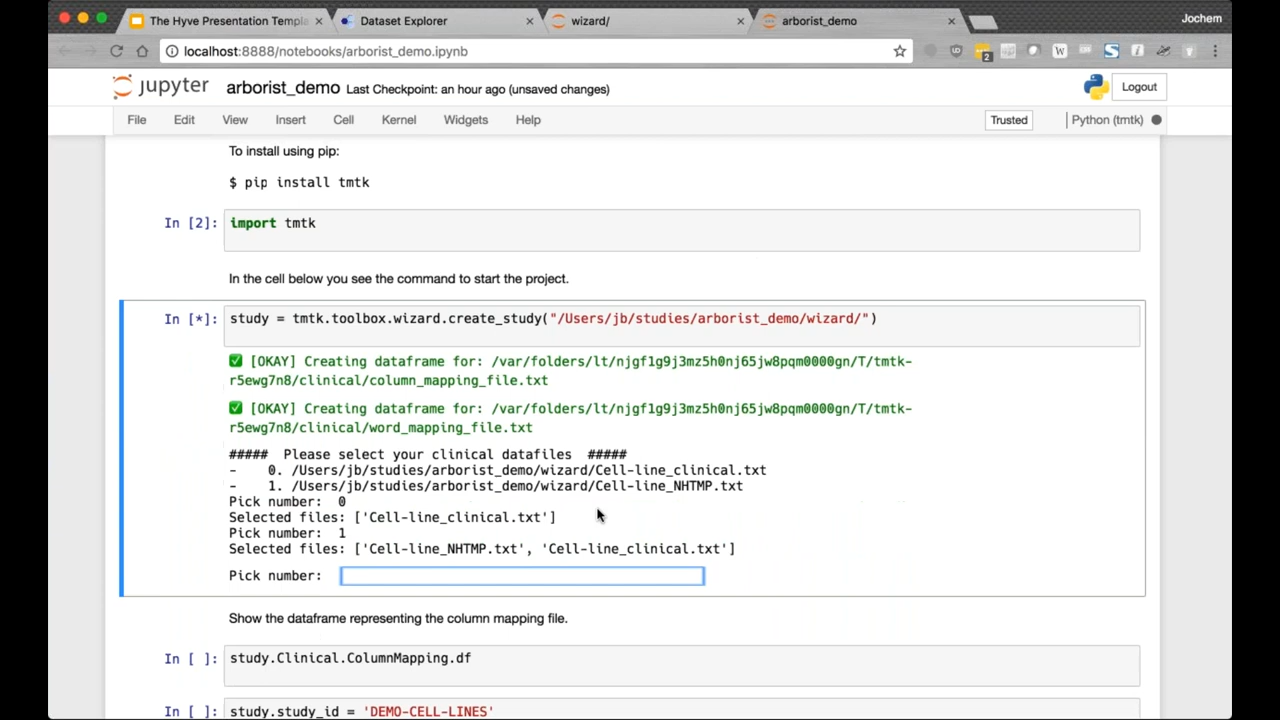 The Hyve Presentation Templa
Dataset Explorer
wizard/
arborist_demo
Jochem
localhost:8888/notebooks/arborist_demo.ipynb
2
W
S
jupyter arborist_demo Last Checkpoint: an hour ago (unsaved changes)
Logout
File Edit View Insert Cell Kernel Widgets Help
Trusted
Python (tmtk)
To install using pip:
$ pip install tmtk
In [2]: import tmtk
In the cell below you see the command to start the project.
In [*]: study = tmtk.toolbox.wizard.create_study("/Users/jb/studies/arborist_demo/wizard/")
✅ [OKAY] Creating dataframe for: /var/folders/lt/njgf1g9j3mz5h0nj65jw8pqm0000gn/T/tmtk-
r5ewg7n8/clinical/column_mapping_file.txt
✅ [OKAY] Creating dataframe for: /var/folders/lt/njgf1g9j3mz5h0nj65jw8pqm0000gn/T/tmtk-
r5ewg7n8/clinical/word_mapping_file.txt
##### Please select your clinical datafiles #####
- 0. /Users/jb/studies/arborist_demo/wizard/Cell-line_clinical.txt
- 1. /Users/jb/studies/arborist_demo/wizard/Cell-line_NHTMP.txt
Pick number: 0
Selected files: ['Cell-line_clinical.txt']
Pick number: 1
Selected files: ['Cell-line_NHTMP.txt', 'Cell-line_clinical.txt']
Pick number:
Show the dataframe representing the column mapping file.
In [ ]: study.Clinical.ColumnMapping.df
In [ ]: study.study_id = 'DEMO-CELL-LINES'